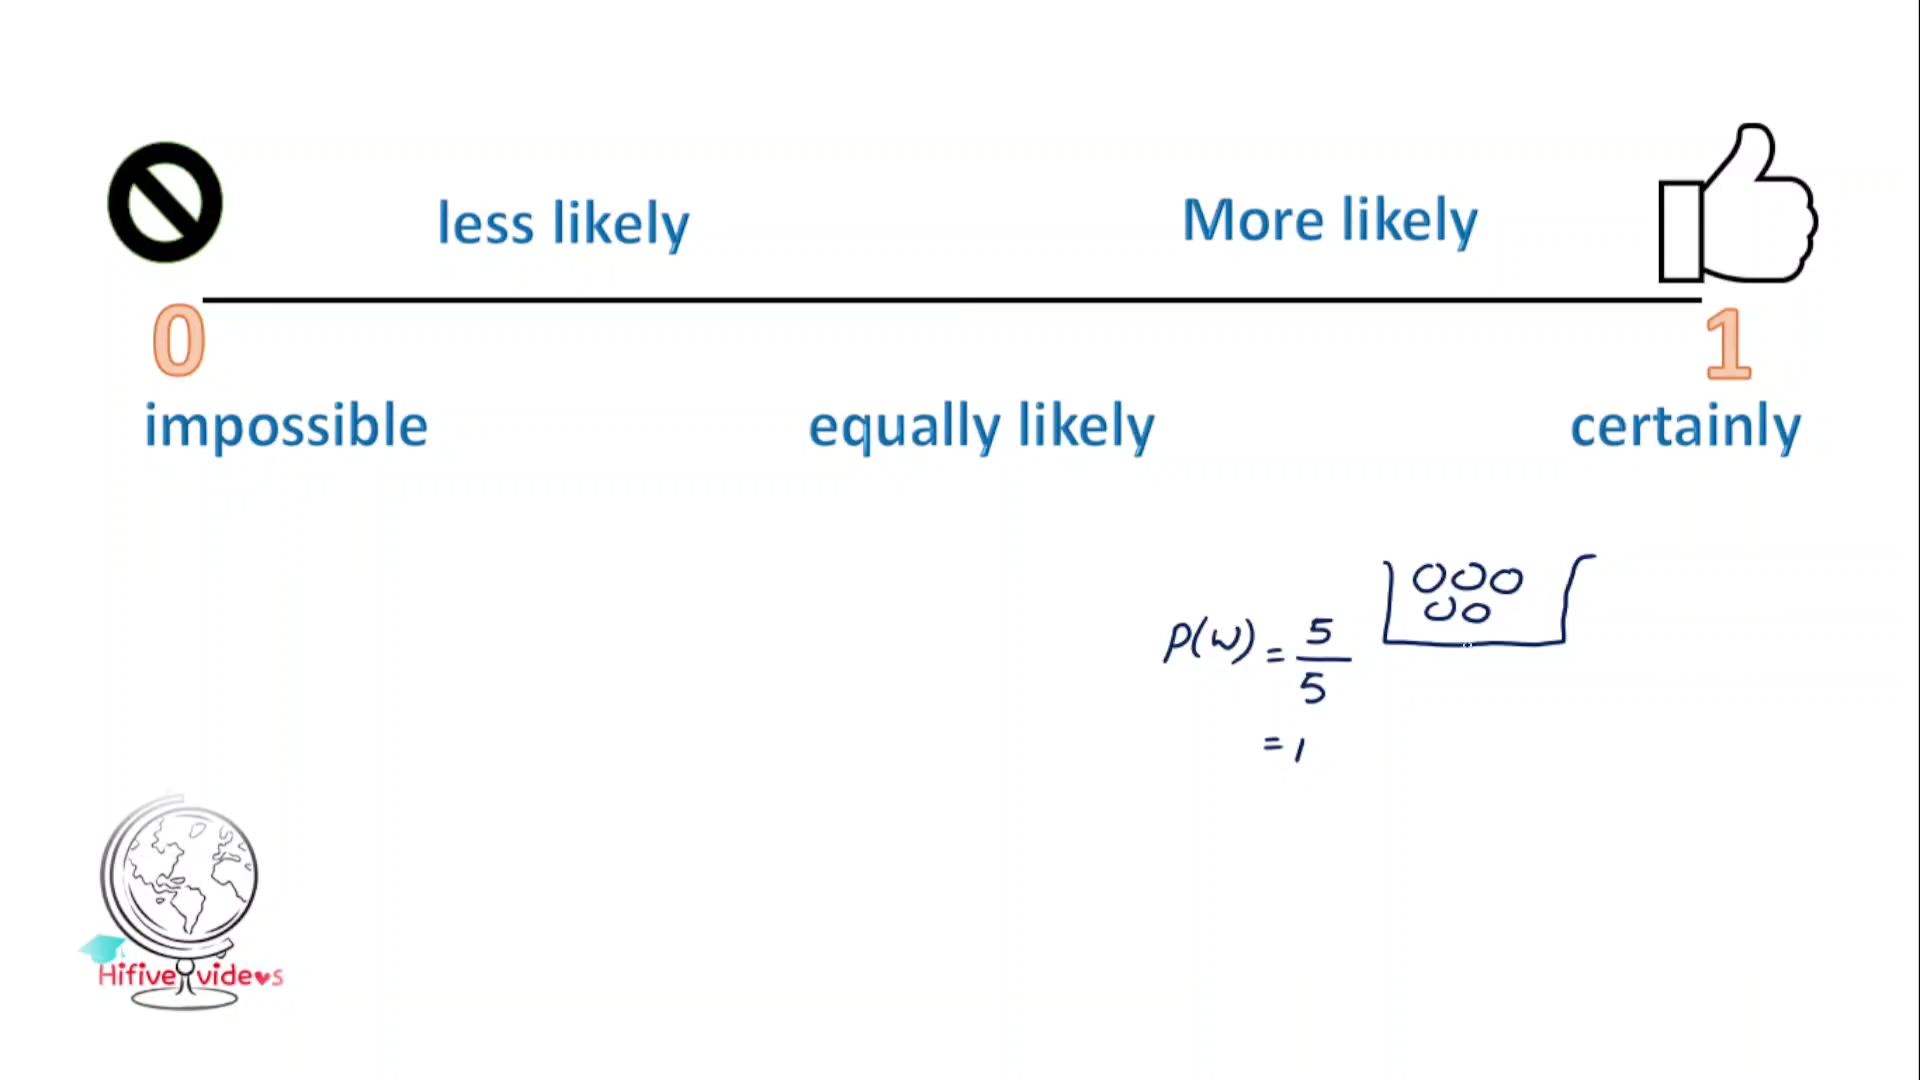 less likely More likely
0 1
impossible equally likely certainly
P(w) = 5/5
= 1
Hifive videos